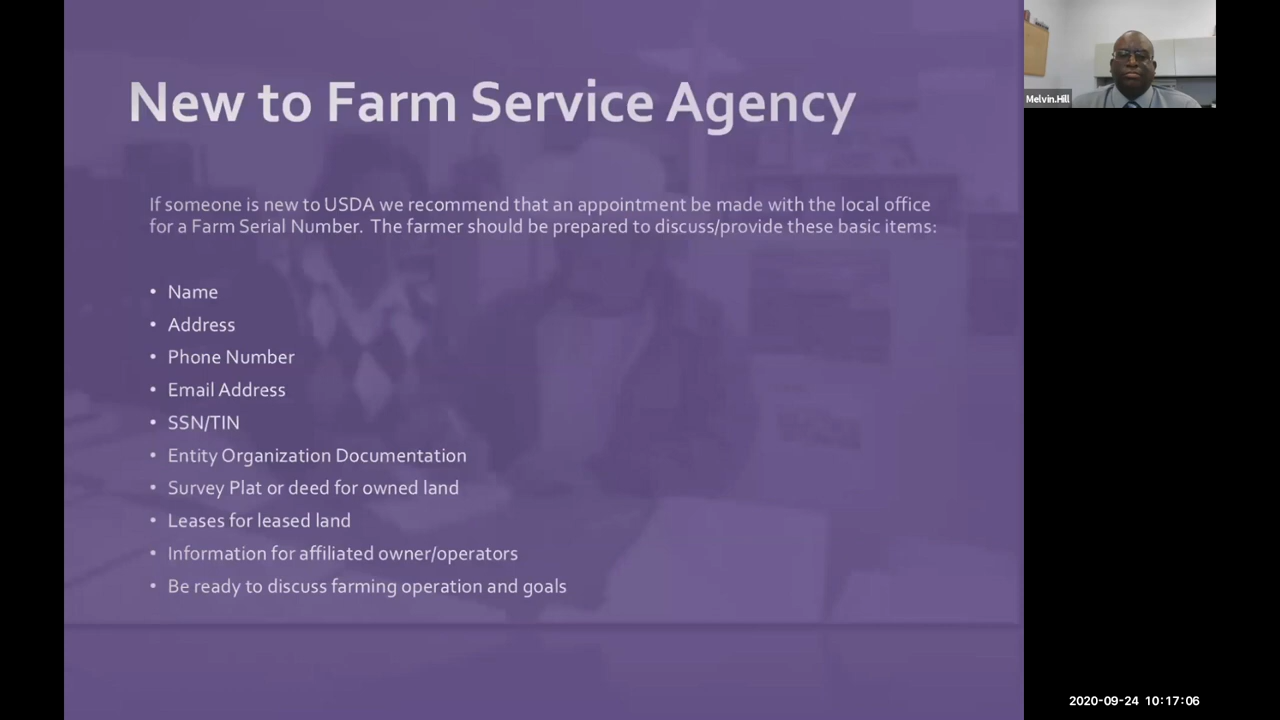 New to Farm Service Agency
If someone is new to USDA we recommend that an appointment be made with the local office
for a Farm Serial Number. The farmer should be prepared to discuss/provide these basic items:
• Name
• Address
• Phone Number
• Email Address
• SSN/TIN
• Entity Organization Documentation
• Survey Plat or deed for owned land
• Leases for leased land
• Information for affiliated owner/operators
• Be ready to discuss farming operation and goals
Melvin.Hill
2020-09-24 10:17:06